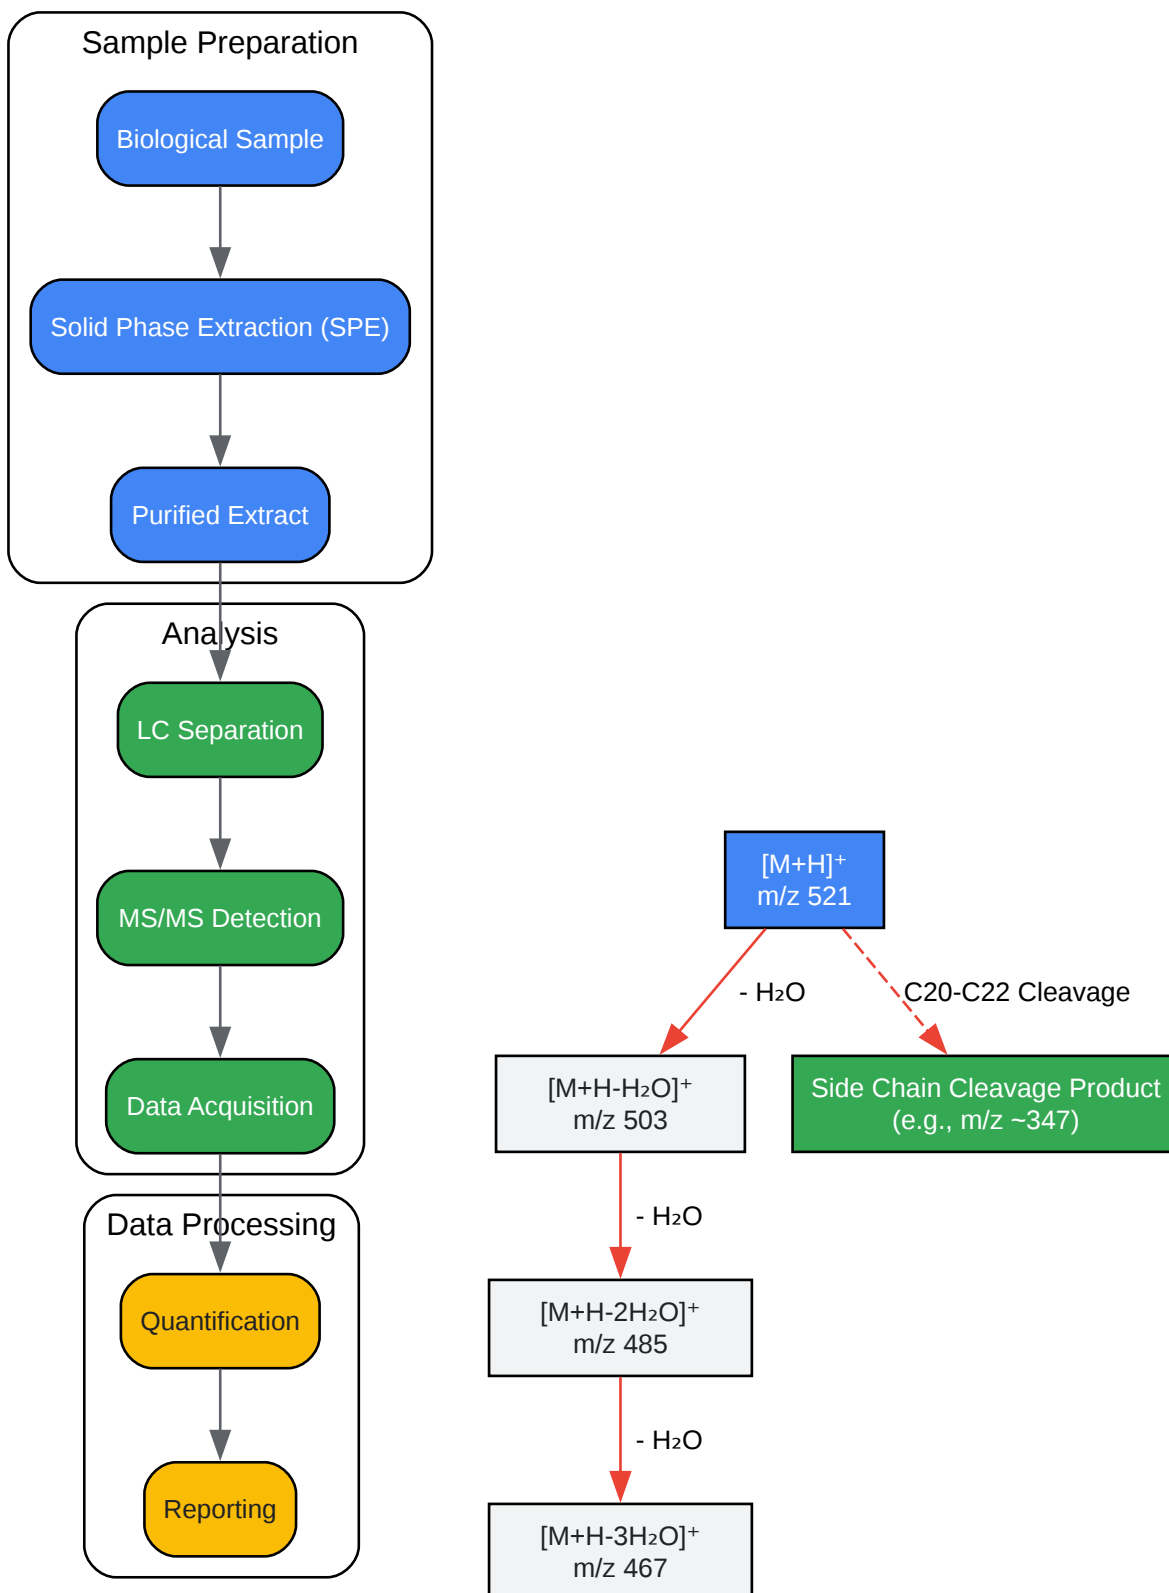 Sample Preparation
Biological Sample
Solid Phase Extraction (SPE)
Purified Extract
Analysis
LC Separation
MS/MS Detection
Data Acquisition
Data Processing
Quantification
Reporting
[M+H]⁺
m/z 521
- H₂O
C20-C22 Cleavage
[M+H-H₂O]⁺
m/z 503
Side Chain Cleavage Product
(e.g., m/z ~347)
- H₂O
[M+H-2H₂O]⁺
m/z 485
- H₂O
[M+H-3H₂O]⁺
m/z 467